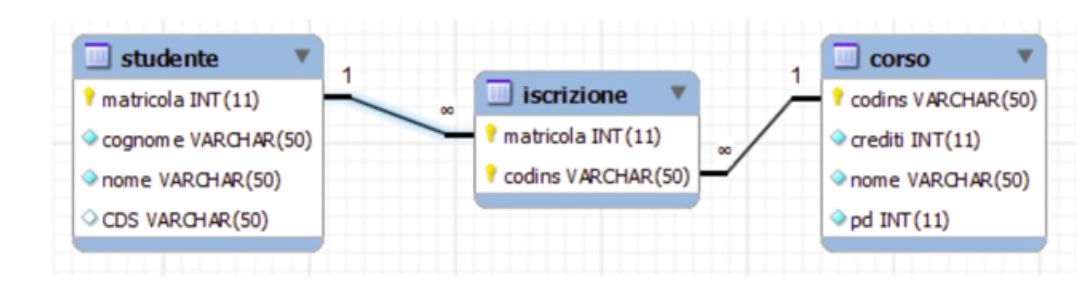 studente
matricola INT(11)
cognome VARCHAR(50)
nome VARCHAR(50)
CDS VARCHAR(50)
1
∞
iscrizione
matricola INT(11)
codins VARCHAR(50)
∞
1
corso
codins VARCHAR(50)
crediti INT(11)
nome VARCHAR(50)
pd INT(11)